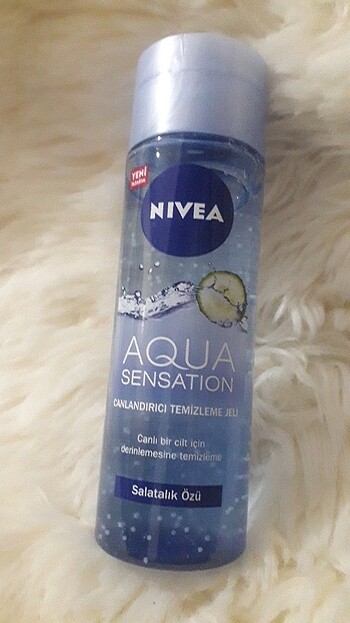 YENİ
NIVEA
AQUA
SENSATION
CANLANDIRICI TEMİZLEME JELİ
Canlı bir cilt için
derinlemesine temizleme
Salatalık Özü